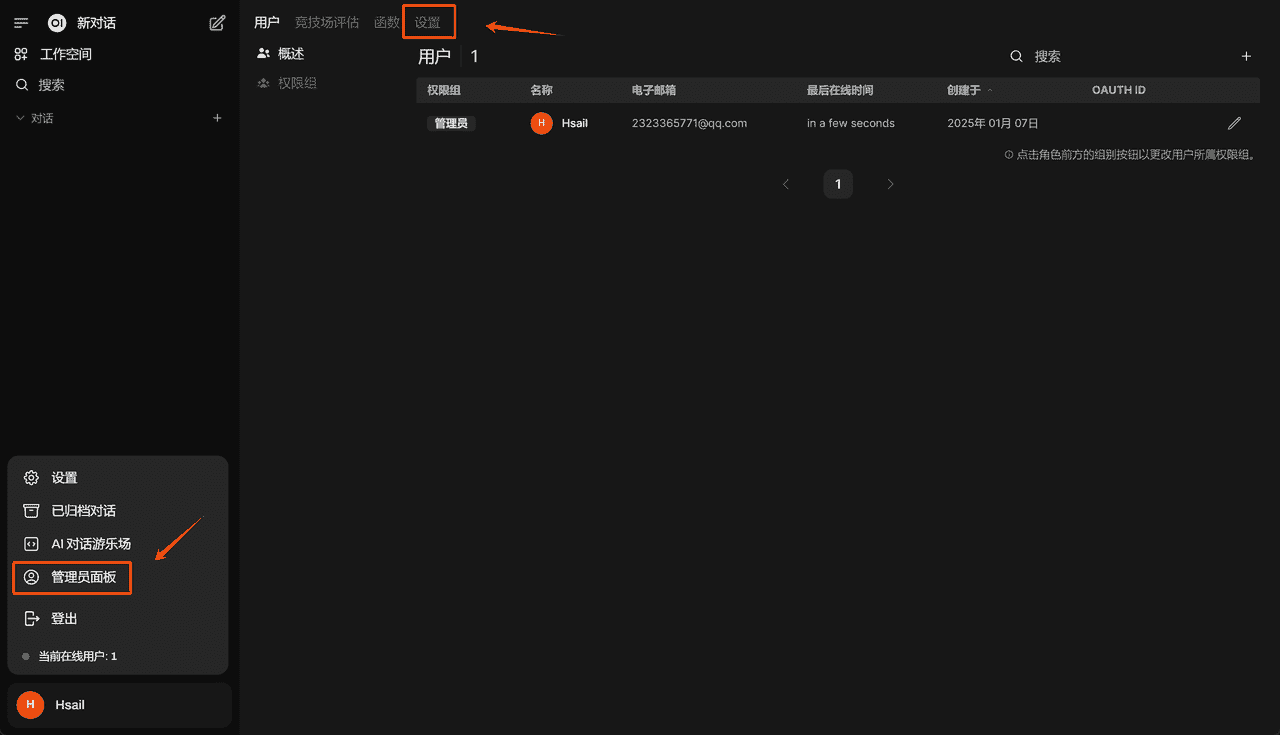 OI 新对话
工作空间
搜索
对话
设置
已归档对话
AI 对话游乐场
管理员面板
登出
当前在线用户: 1
H Hsail
用户 竞技场评估 函数 设置
概述
权限组
用户 1 搜索
权限组 名称 电子邮箱 最后在线时间 创建于 OAUTH ID
管理员 H Hsail 2323365771@qq.com in a few seconds 2025年 01月 07日
点击角色前方的组别按钮以更改用户所属权限组。
1